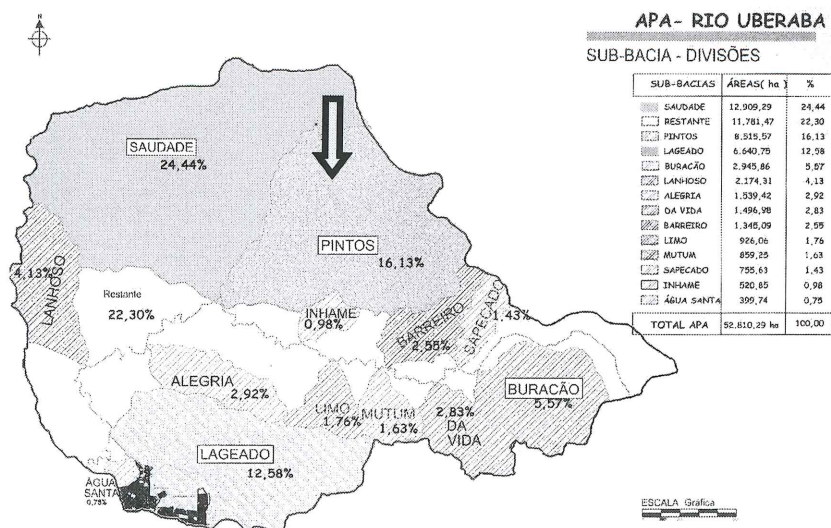 N
APA- RIO UBERABA
SUB-BACIA - DIVISÕES
SUB-BACIAS ÁREAS( ha ) %
SAUDADE 12.909,29 24,44
RESTANTE 11.781,47 22,30
PINTOS 8.515,57 16,13
LAGEADO 6.640,75 12,58
BURACÃO 2.945,86 5,57
LANHOSO 2.174,31 4,13
ALEGRIA 1.539,42 2,92
DA VIDA 1.496,98 2,83
BARREIRO 1.345,09 2,55
LIMO 926,06 1,76
MUTUM 859,25 1,63
SAPECADO 755,63 1,43
INHAME 520,85 0,98
ÁGUA SANTA 399,74 0,75
TOTAL APA 52.810,29 ha 100,00
SAUDADE
24,44%
PINTOS
16,13%
4,13%
LANHOSO
Restante
22,30%
INHAME
0,98%
BARREIRO
2,55%
SAPECADO
1,43%
ALEGRIA
2,92%
LIMO
1,76%
MUTUM
1,63%
2,83%
DA
VIDA
BURACÃO
5,57%
LAGEADO
12,58%
ÁGUA
SANTA
0,75%
ESCALA Gráfica